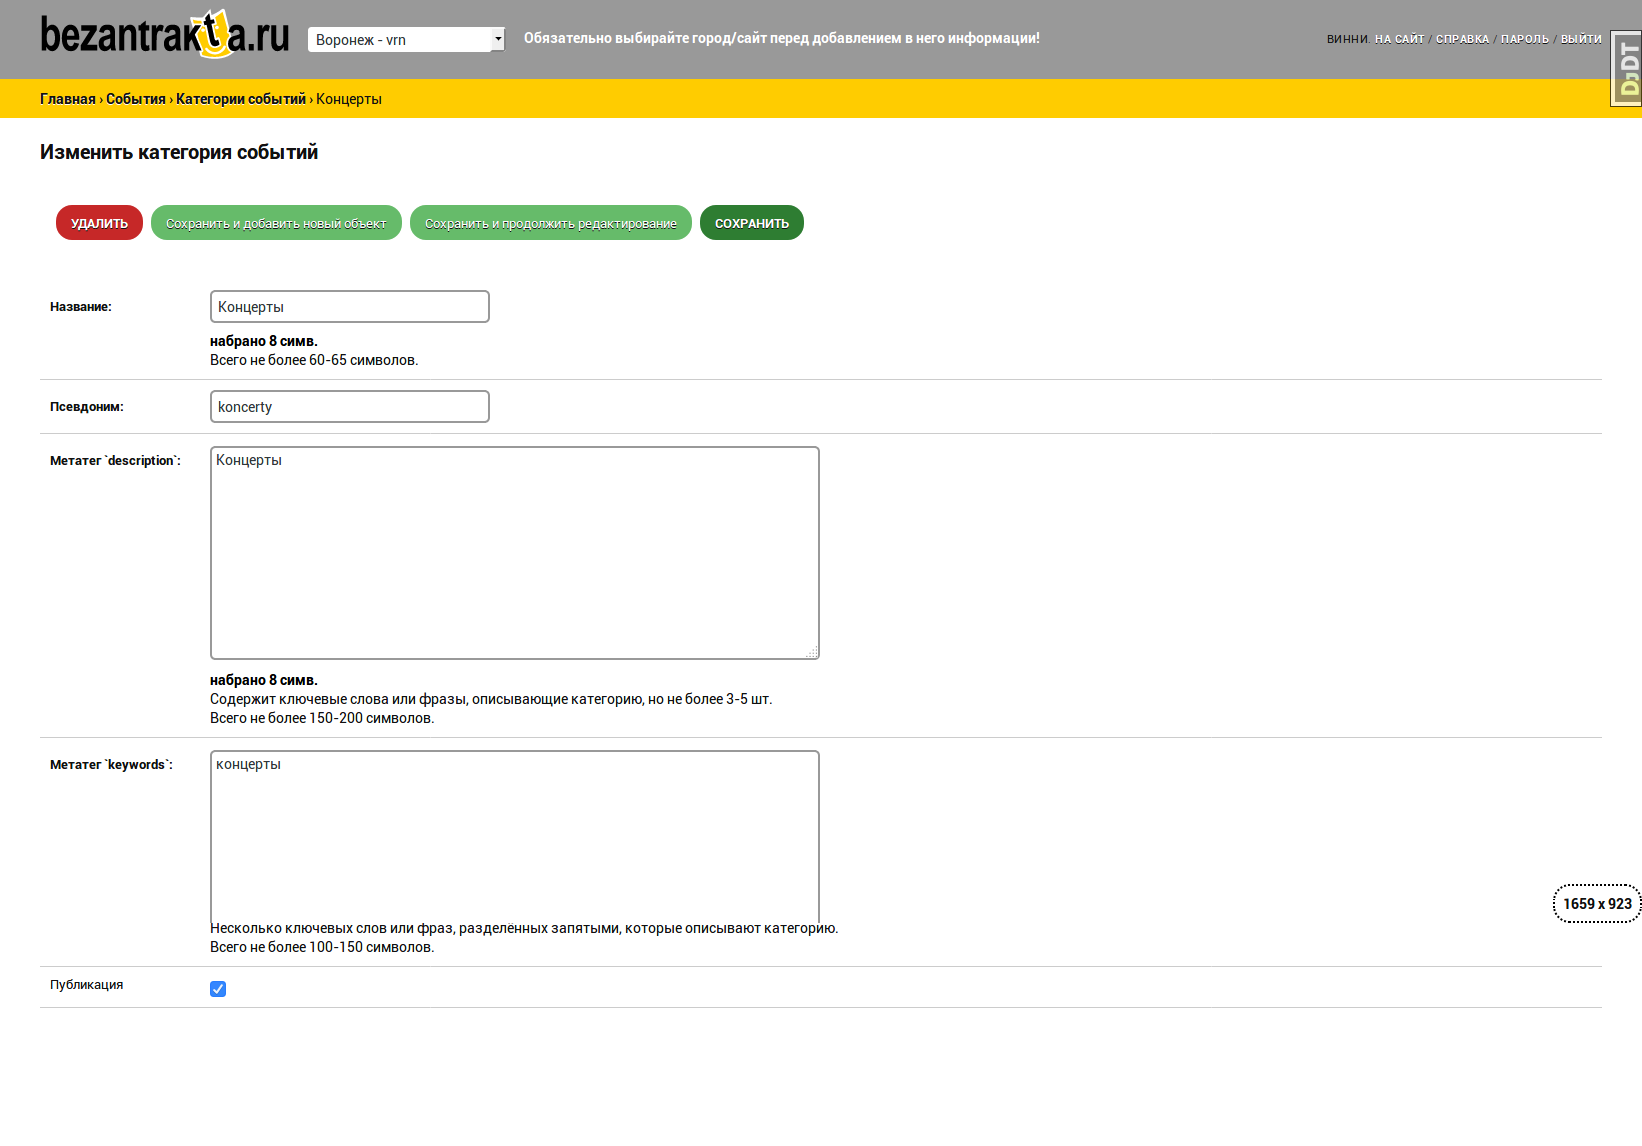 bezantrakta.ru
Воронеж - vrn
Обязательно выбирайте город/сайт перед добавлением в него информации!
ВИННИ. НА САЙТ / СПРАВКА / ПАРОЛЬ / ВЫЙТИ
DjDT
Главная › События › Категории событий › Концерты
Изменить категория событий
УДАЛИТЬ
Сохранить и добавить новый объект
Сохранить и продолжить редактирование
СОХРАНИТЬ
Название:
Концерты
набрано 8 симв.
Всего не более 60-65 символов.
Псевдоним:
koncerty
Метатег `description`:
Концерты
набрано 8 симв.
Содержит ключевые слова или фразы, описывающие категорию, но не более 3-5 шт.
Всего не более 150-200 символов.
Метатег `keywords`:
концерты
1659 x 923
Несколько ключевых слов или фраз, разделённых запятыми, которые описывают категорию.
Всего не более 100-150 символов.
Публикация